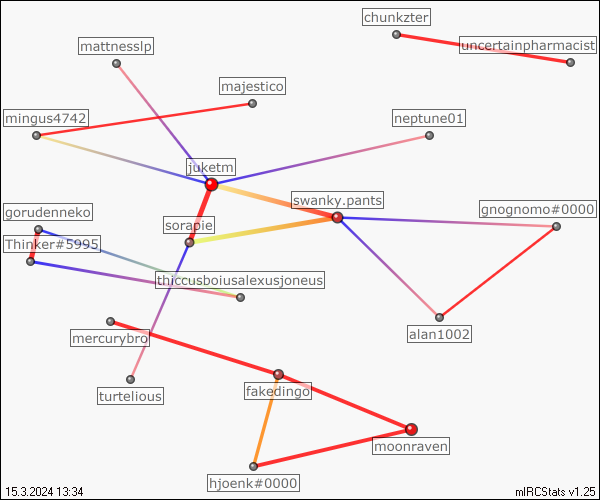 chunkzter
mattnesslp
uncertainpharmacist
majestico
mingus4742
neptune01
juketm
swanky.pants
gorudenneko
gnognomo#0000
sorapie
Thinker#5995
thiccusboiusalexusjoneus
mercurybro
alan1002
turtelious
fakedingo
moonraven
hjoenk#0000
15.3.2024 13:34
mIRCStats v1.25